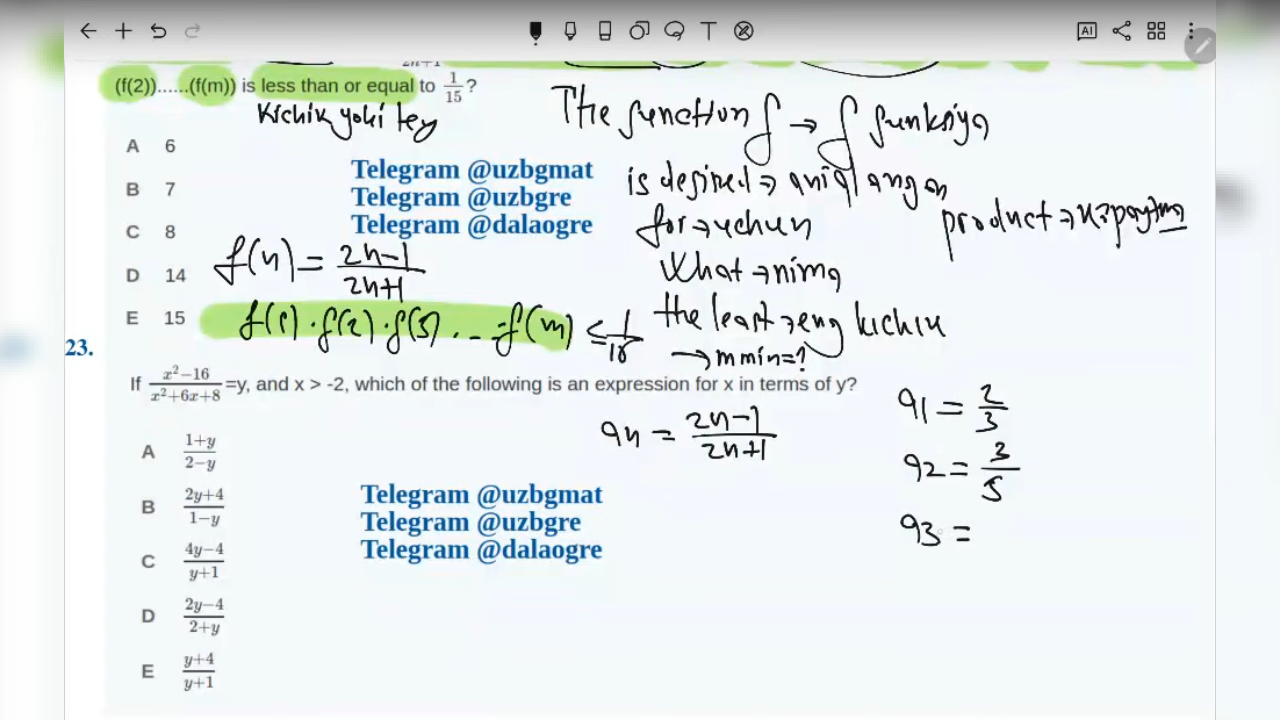 (f(2))......(f(m)) is less than or equal to 1/15?
kichik yoki teng
The function f → f funksiya
A 6
Telegram @uzbgmat
is desined ⇒ aniqlangan
B 7
Telegram @uzbgre
product ⇒
for → uchun
C 8
Telegram @dalaogre
f(n) = 2n-1/2n+1
What ⇒ nima
D 14
E 15
f(1) · f(2) · f(3) · ... = f(m) ≤ 1/15
the least ⇒ eng kichik
→ m min = ?
23.
If x²−16/x²+6x+8 =y, and x > -2, which of the following is an expression for x in terms of y?
a1 = 2/3
an = 2n-1/2n+1
A 1+y/2−y
a2 = 3/5
B 2y+4/1−y
Telegram @uzbgmat
Telegram @uzbgre
a3 =
C 4y−4/y+1
Telegram @dalaogre
D 2y−4/2+y
E y+4/y+1